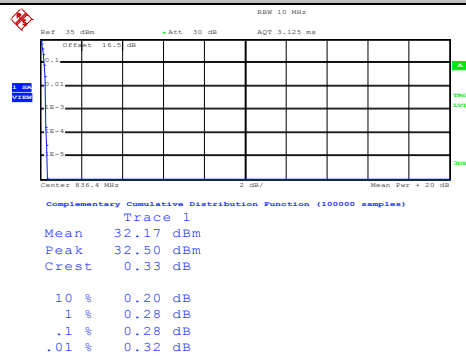 RBW 10 MHz
Ref 35 dBm Att 30 dB AQT 3.125 ms
Offset 16.5 dB
0.1
A
1 SA
VIEW
0.01
TRG
LVL
1E-3
1E-4
1E-5
Center 836.4 MHz 2 dB/ Mean Pwr + 20 dB
Complementary Cumulative Distribution Function (100000 samples)
Trace 1
Mean 32.17 dBm
Peak 32.50 dBm
Crest 0.33 dB
10 % 0.20 dB
1 % 0.28 dB
.1 % 0.28 dB
.01 % 0.32 dB